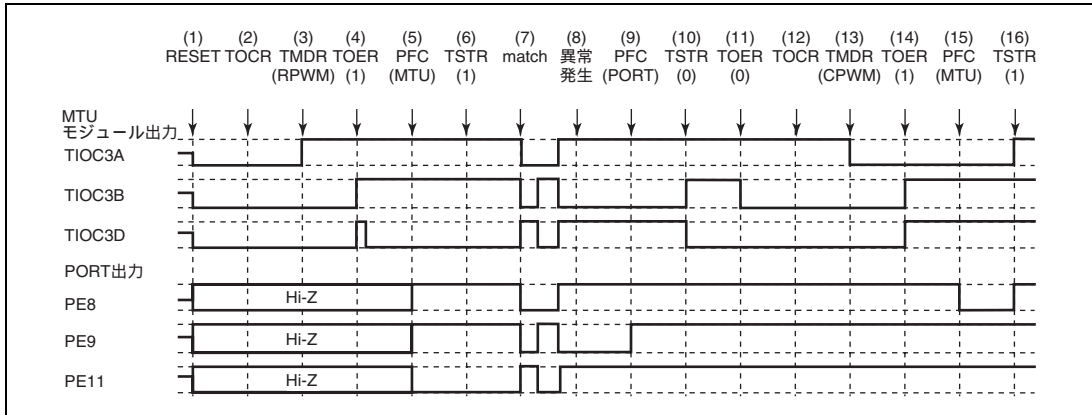 (1) (2) (3) (4) (5) (6) (7) (8) (9) (10) (11) (12) (13) (14) (15) (16)
RESET TOCR TMDR TOER PFC TSTR match 異常 PFC TSTR TOER TOCR TMDR TOER PFC TSTR
(RPWM) (1) (MTU) (1) 発生 (PORT) (0) (0) (CPWM) (1) (MTU) (1)
MTU
モジュール出力
TIOC3A
TIOC3B
TIOC3D
PORT出力
PE8 Hi-Z
PE9 Hi-Z
PE11 Hi-Z